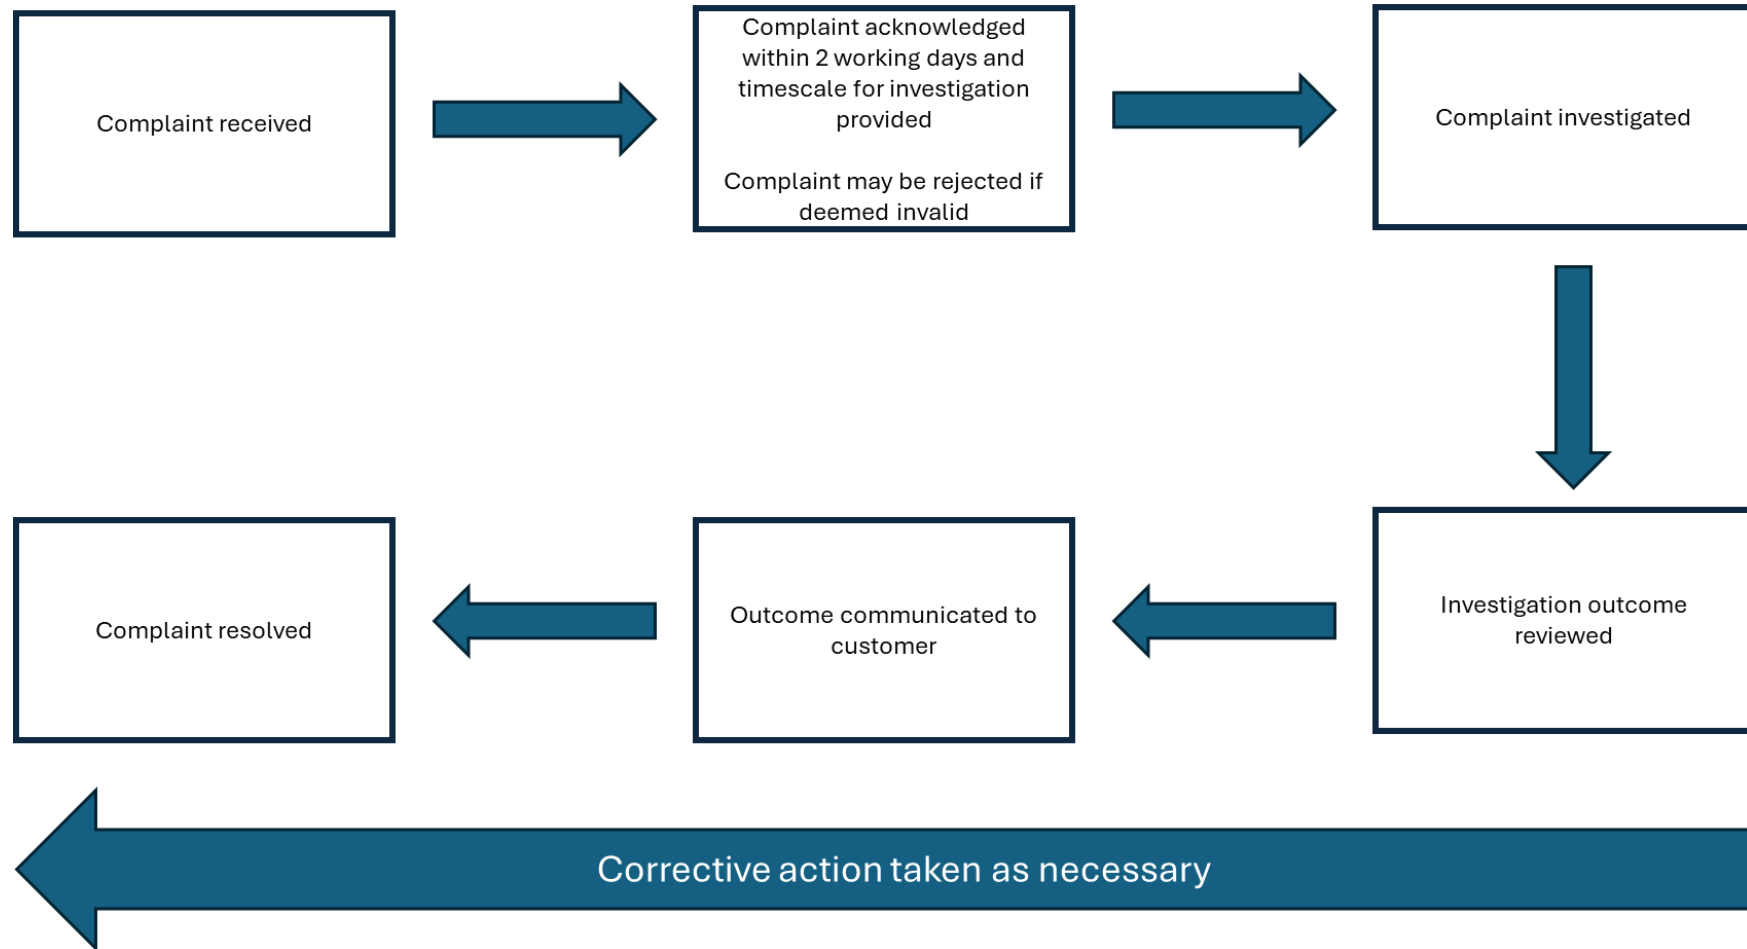 Complaint received
Complaint acknowledged
within 2 working days and
timescale for investigation
provided
Complaint may be rejected if
deemed invalid
Complaint investigated
Investigation outcome
reviewed
Outcome communicated to
customer
Complaint resolved
Corrective action taken as necessary